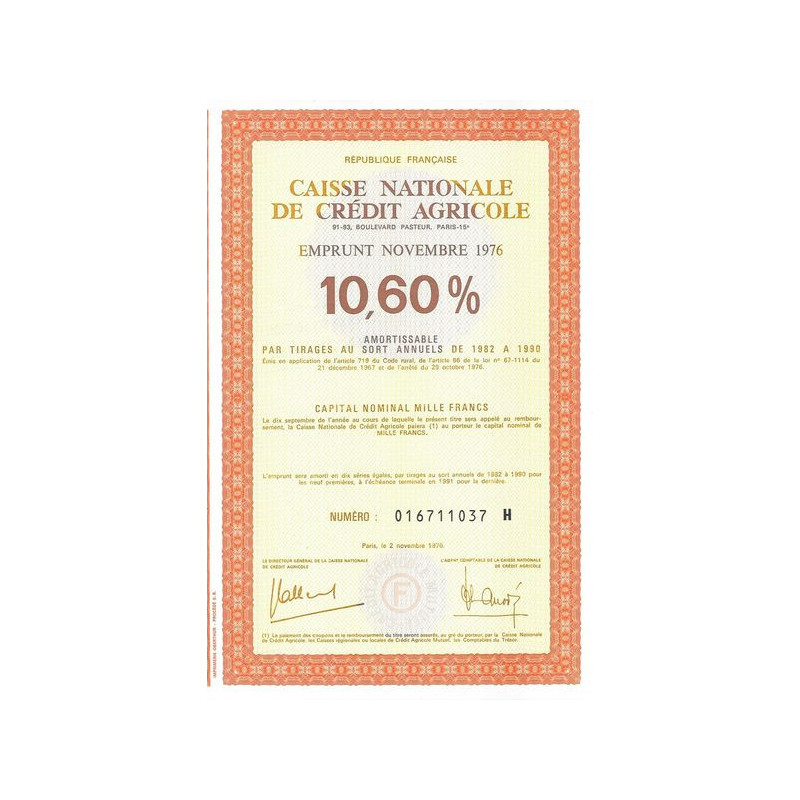 RÉPUBLIQUE FRANÇAISE
CAISSE NATIONALE
DE CRÉDIT AGRICOLE
91-93, BOULEVARD PASTEUR, PARIS-15e
EMPRUNT NOVEMBRE 1976
10,60 %
AMORTISSABLE
PAR TIRAGES AU SORT ANNUELS DE 1982 A 1990
Émis en application de l'article 719 du Code rural, de l'article 66 de la loi nº 67-1114 du
21 décembre 1967 et de l'arrêté du 29 octobre 1976.
CAPITAL NOMINAL MILLE FRANCS
Le dix septembre de l'année au cours de laquelle le présent titre sera appelé au rembour-
sement, la Caisse Nationale de Crédit Agricole paiera (1) au porteur le capital nominal de
MILLE FRANCS.
L'emprunt sera amorti en dix séries égales, par tirages au sort annuels de 1982 à 1990 pour
les neuf premières, à l'échéance terminale en 1991 pour la dernière.
NUMÉRO : 016711037 H
Paris, le 2 novembre 1976.
LE DIRECTEUR GÉNÉRAL DE LA CAISSE NATIONALE
DE CRÉDIT AGRICOLE
L'AGENT COMPTABLE DE LA CAISSE NATIONALE
DE CRÉDIT AGRICOLE
F
(1) Le paiement des coupons et le remboursement du titre seront assurés, au gré du porteur, par la Caisse Nationale
de Crédit Agricole, les Caisses régionales ou locales de Crédit Agricole Mutuel, les Comptables du Trésor.
IMPRIMERIE OBERTHUR - PROCÉDÉ S.R.